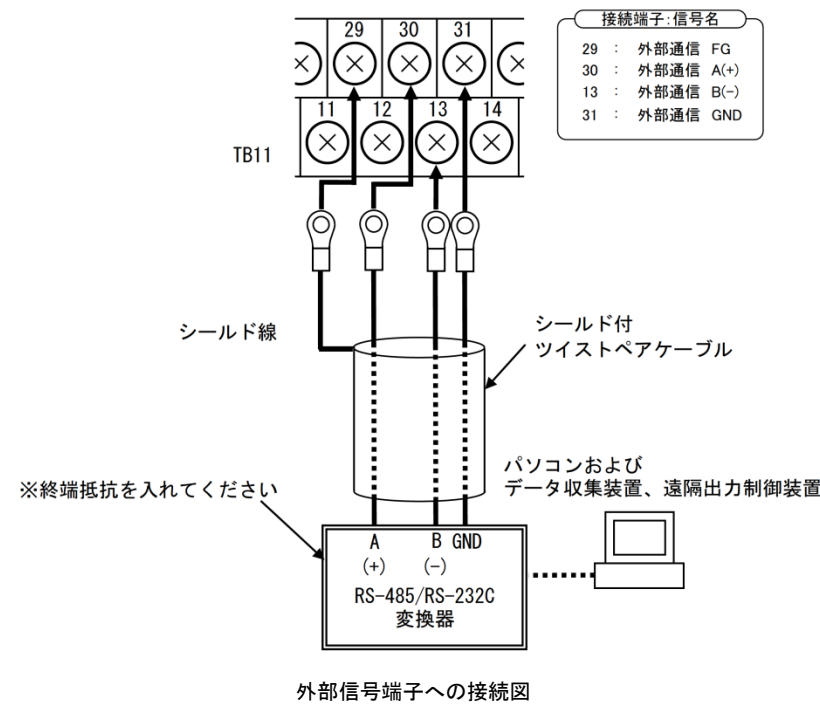 29 30 31
11 12 13 14
TB11
接続端子:信号名
29 : 外部通信 FG
30 : 外部通信 A(+)
13 : 外部通信 B(-)
31 : 外部通信 GND
シールド線
シールド付
ツイストペアケーブル
パソコンおよび
データ収集装置、遠隔出力制御装置
※終端抵抗を入れてください
A B GND
(+) (-)
RS-485/RS-232C
変換器
外部信号端子への接続図